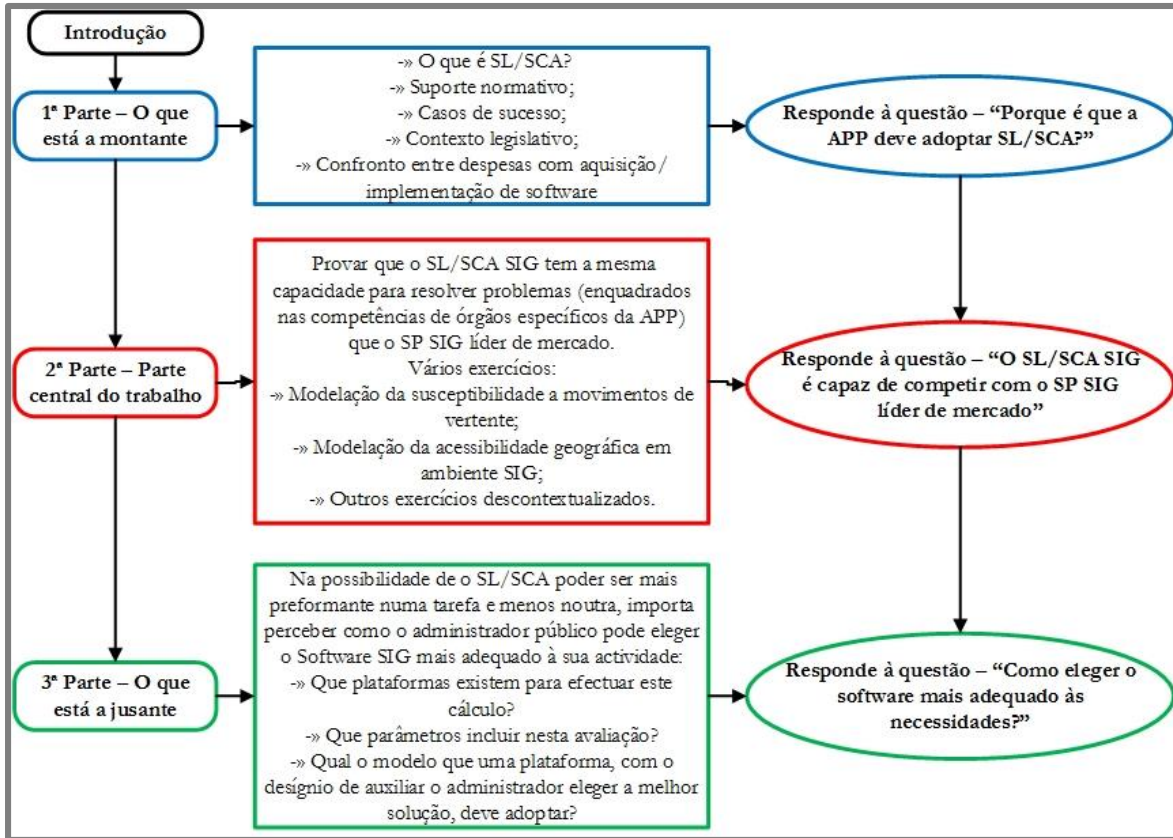 Introdução
1ª Parte – O que
está a montante
-» O que é SL/SCA?
-» Suporte normativo;
-» Casos de sucesso;
-» Contexto legislativo;
-» Confronto entre despesas com aquisição/
implementação de software
Responde à questão – “Porque é que a
APP deve adoptar SL/SCA?”
2ª Parte – Parte
central do trabalho
Provar que o SL/SCA SIG tem a mesma
capacidade para resolver problemas (enquadrados
nas competências de órgãos específicos da APP)
que o SP SIG líder de mercado.
Vários exercícios:
-» Modelação da susceptibilidade a movimentos de
vertente;
-» Modelação da acessibilidade geográfica em
ambiente SIG;
-» Outros exercícios descontextualizados.
Responde à questão – “O SL/SCA SIG
é capaz de competir com o SP SIG
líder de mercado”
3ª Parte – O que
está a jusante
Na possibilidade de o SL/SCA poder ser mais
preformante numa tarefa e menos noutra, importa
perceber como o administrador público pode eleger
o Software SIG mais adequado à sua actividade:
-» Que plataformas existem para efectuar este
cálculo?
-» Que parâmetros incluir nesta avaliação?
-» Qual o modelo que uma plataforma, com o
desígnio de auxiliar o administrador eleger a melhor
solução, deve adoptar?
Responde à questão – “Como eleger o
software mais adequado às
necessidades?”